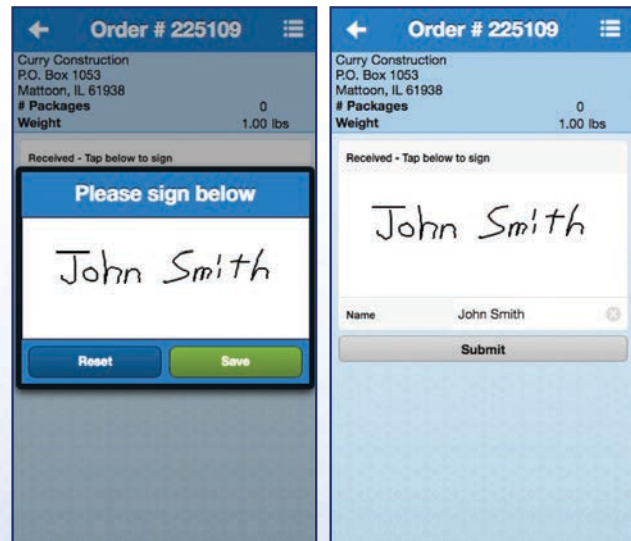 Order # 225109
Curry Construction
P.O. Box 1053
Mattoon, IL 61938
# Packages 0
Weight 1.00 lbs
Received - Tap below to sign
Please sign below
John Smith
Reset Save
Order # 225109
Curry Construction
P.O. Box 1053
Mattoon, IL 61938
# Packages 0
Weight 1.00 lbs
Received - Tap below to sign
John Smith
Name John Smith
Submit